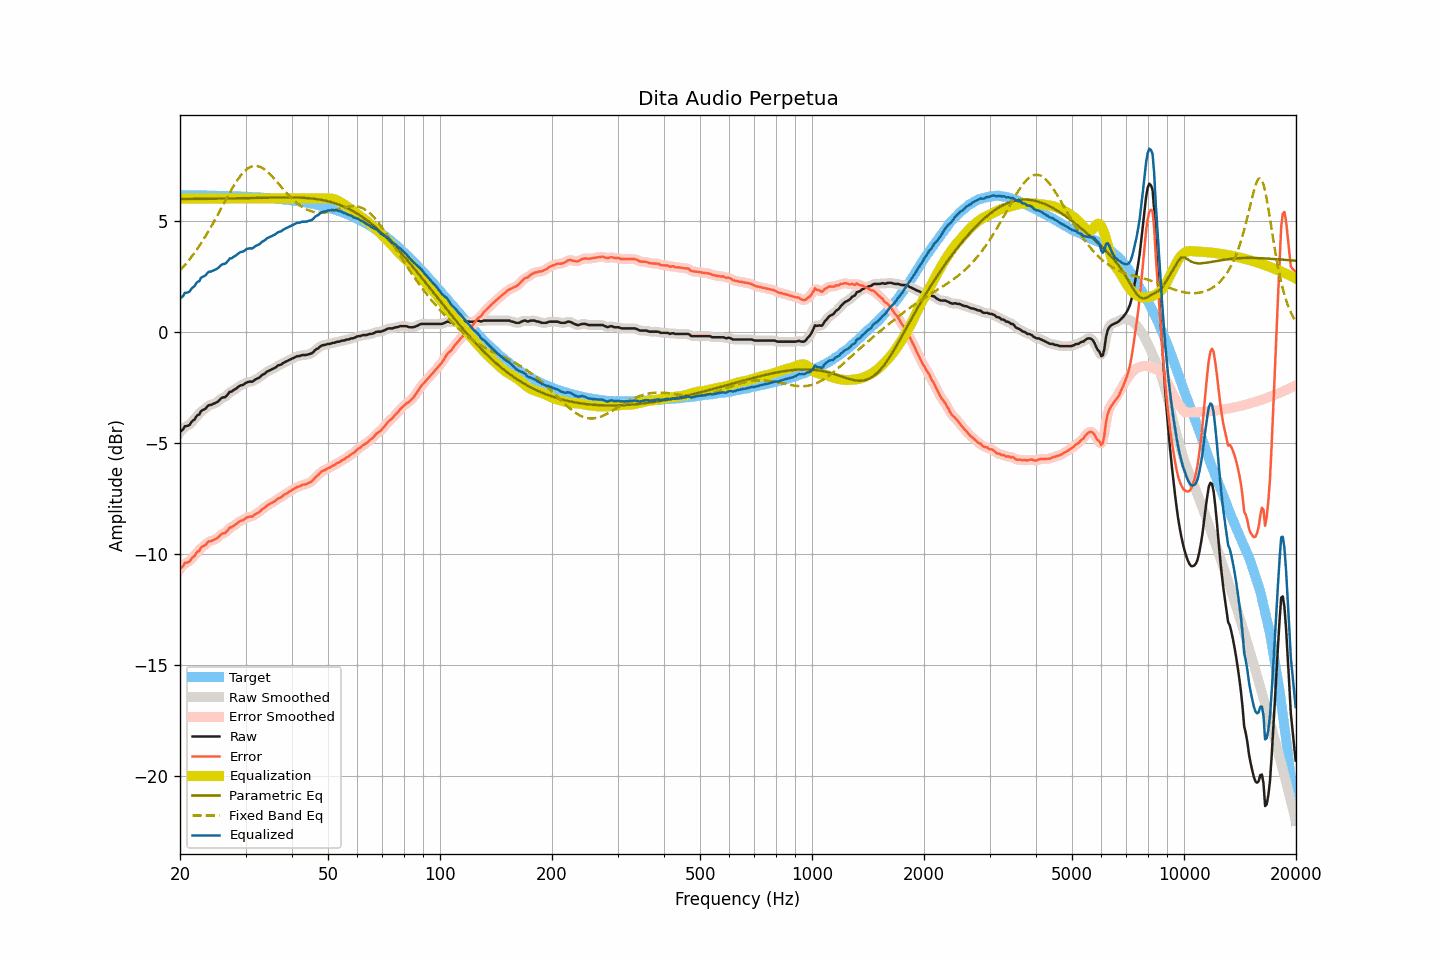 Dita Audio Perpetua
Amplitude (dBr)
5
0
−5
−10
−15
−20
Target
Raw Smoothed
Error Smoothed
Raw
Error
Equalization
Parametric Eq
Fixed Band Eq
Equalized
20 50 100 200 500 1000 2000 5000 10000 20000
Frequency (Hz)